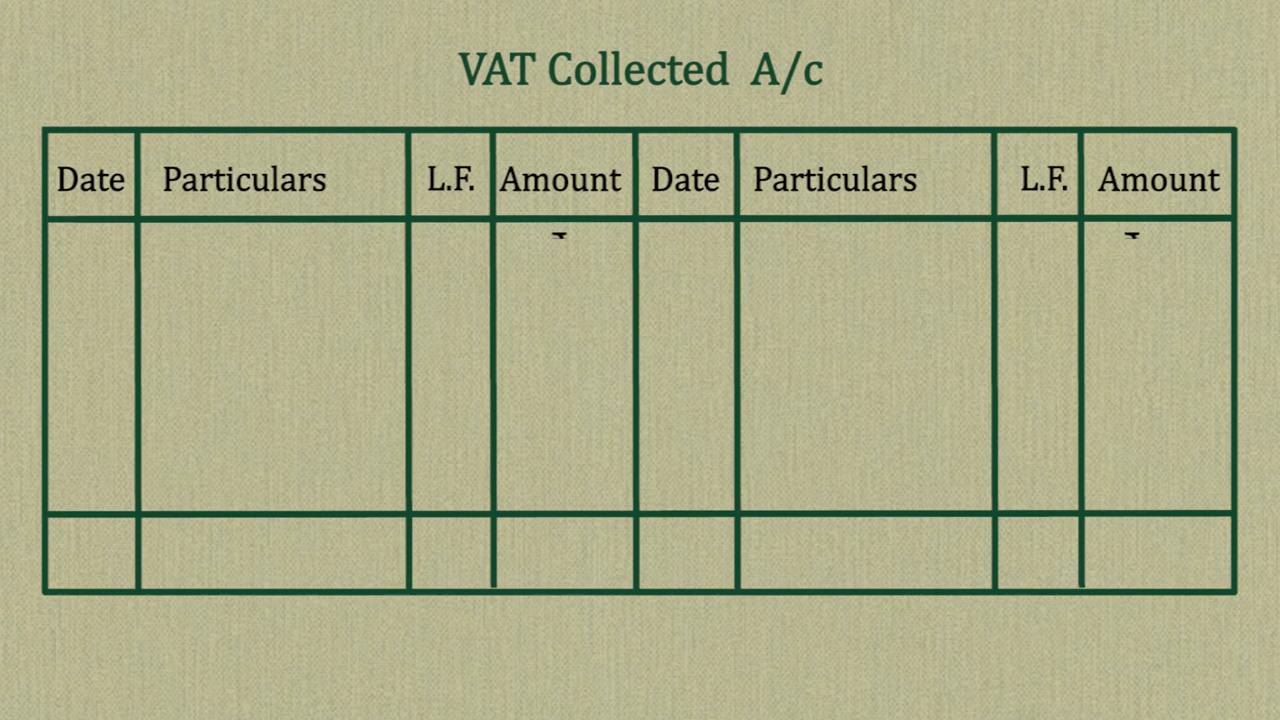 VAT Collected A/c
Date Particulars L.F. Amount Date Particulars L.F. Amount